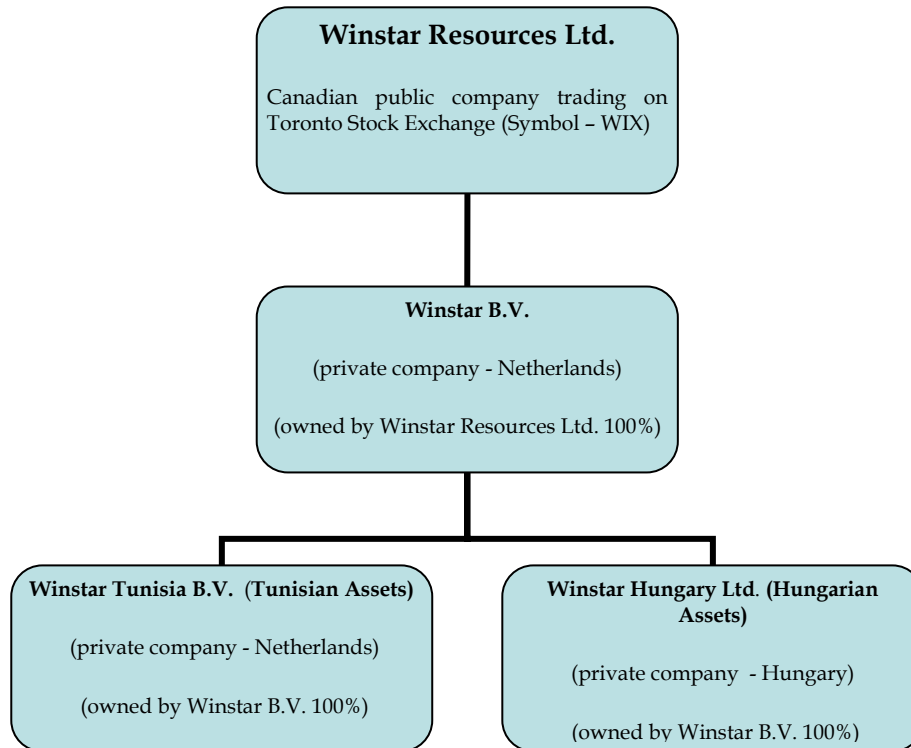 Winstar Resources Ltd.
Canadian public company trading on
Toronto Stock Exchange (Symbol – WIX)
Winstar B.V.
(private company - Netherlands)
(owned by Winstar Resources Ltd. 100%)
Winstar Tunisia B.V. (Tunisian Assets)
(private company - Netherlands)
(owned by Winstar B.V. 100%)
Winstar Hungary Ltd. (Hungarian
Assets)
(private company - Hungary)
(owned by Winstar B.V. 100%)